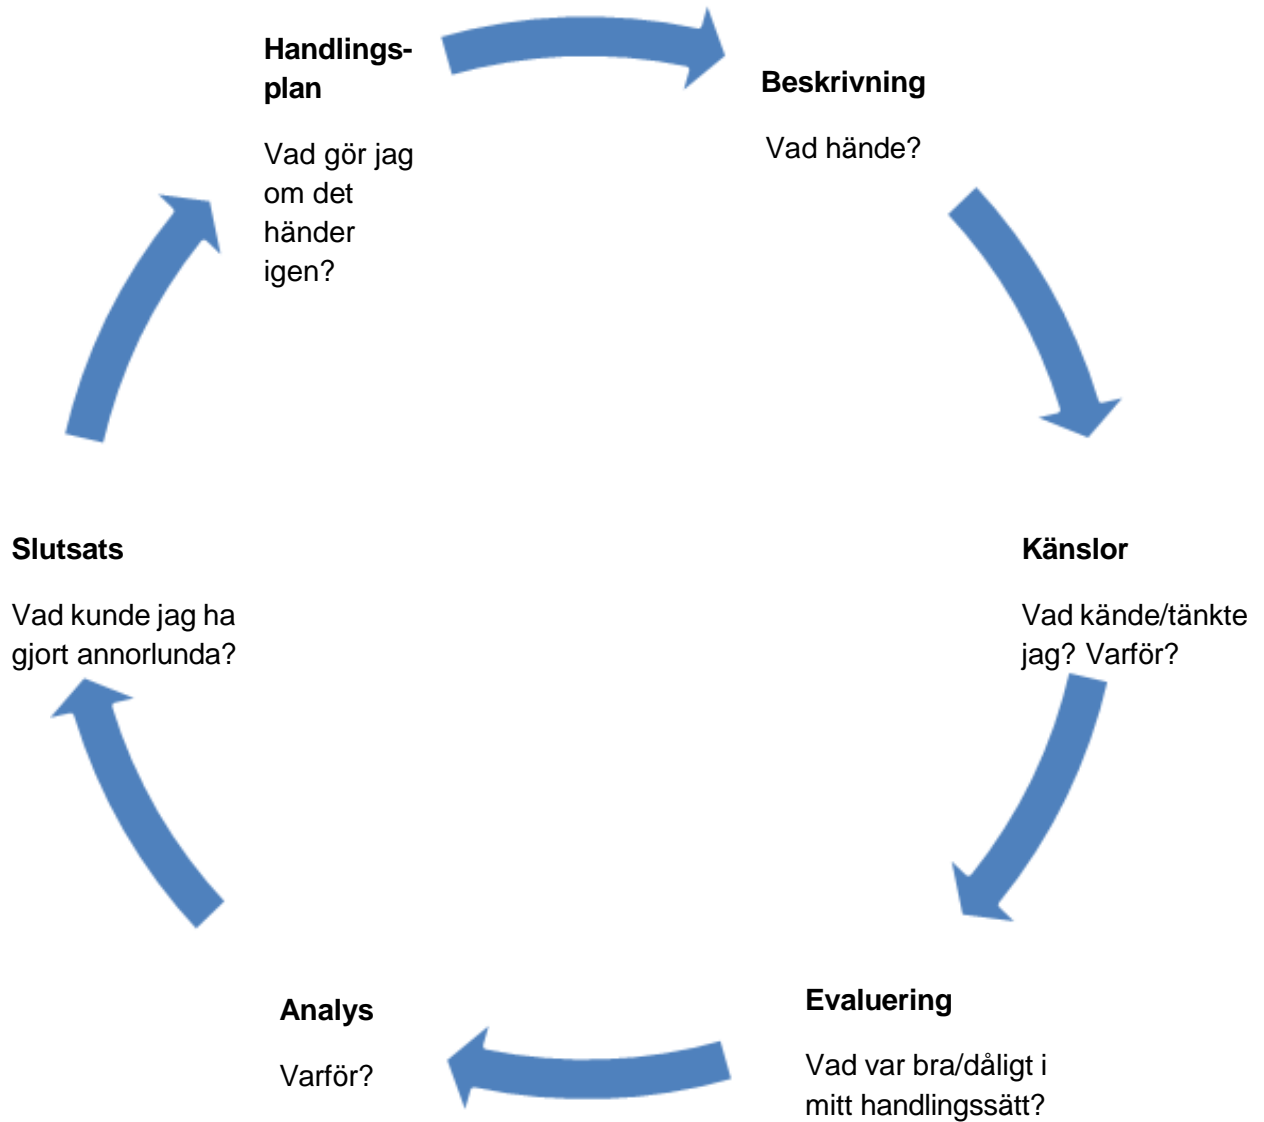 Handlings-
plan
Vad gör jag
om det
händer
igen?
Beskrivning
Vad hände?
Känslor
Vad kände/tänkte
jag? Varför?
Evaluering
Vad var bra/dåligt i
mitt handlingssätt?
Analys
Varför?
Slutsats
Vad kunde jag ha
gjort annorlunda?